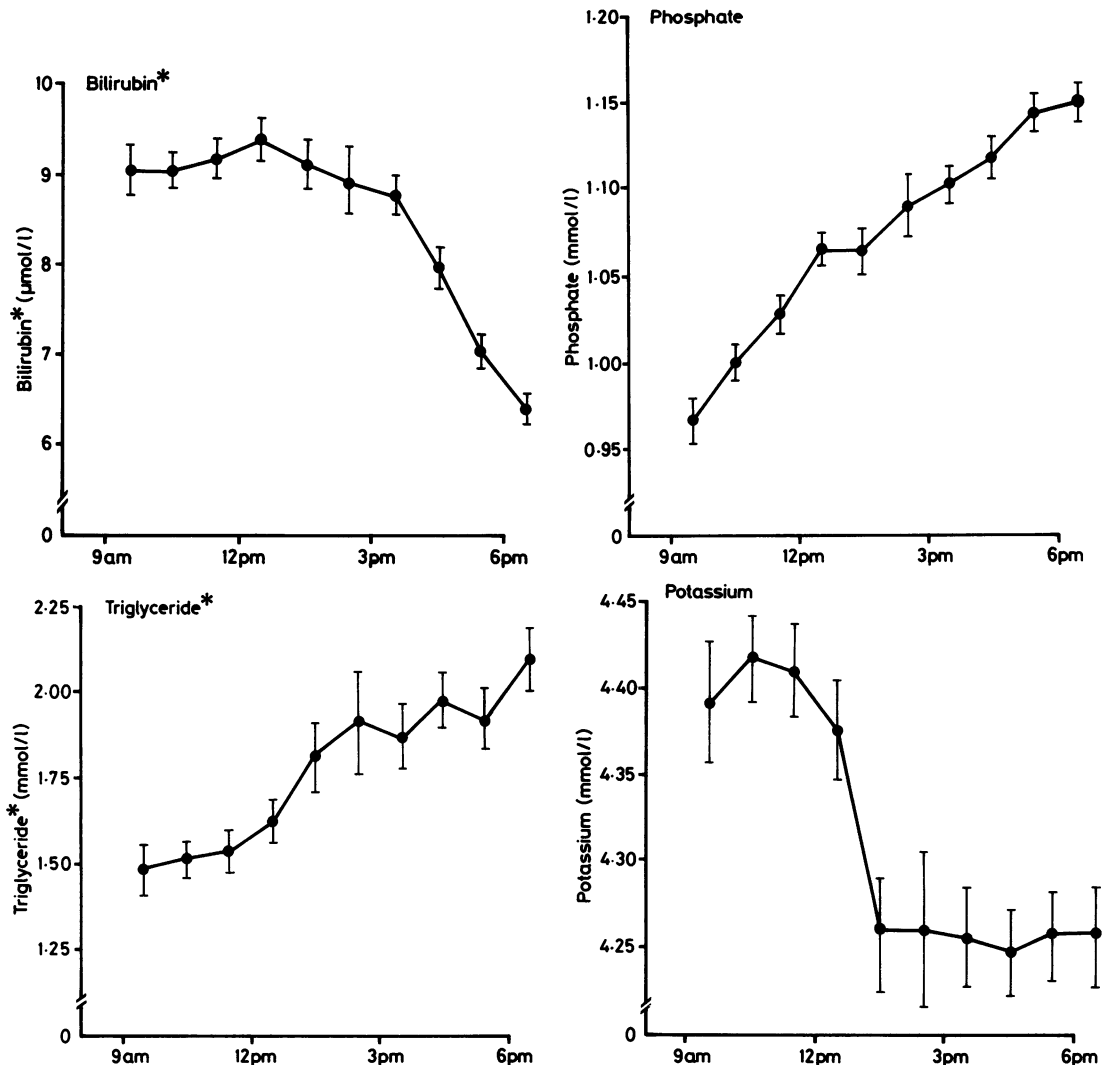 Bilirubin*
10
9
8
7
6
0
Bilirubin* (µmol/l)
9am 12pm 3pm 6pm
Phosphate
1·20
1·15
1·10
1·05
1·00
0·95
0
Phosphate (mmol/l)
9am 12pm 3pm 6pm
Triglyceride*
2·25
2·00
1·75
1·50
1·25
0
Triglyceride* (mmol/l)
9am 12pm 3pm 6pm
Potassium
4·45
4·40
4·35
4·30
4·25
0
Potassium (mmol/l)
9am 12pm 3pm 6pm